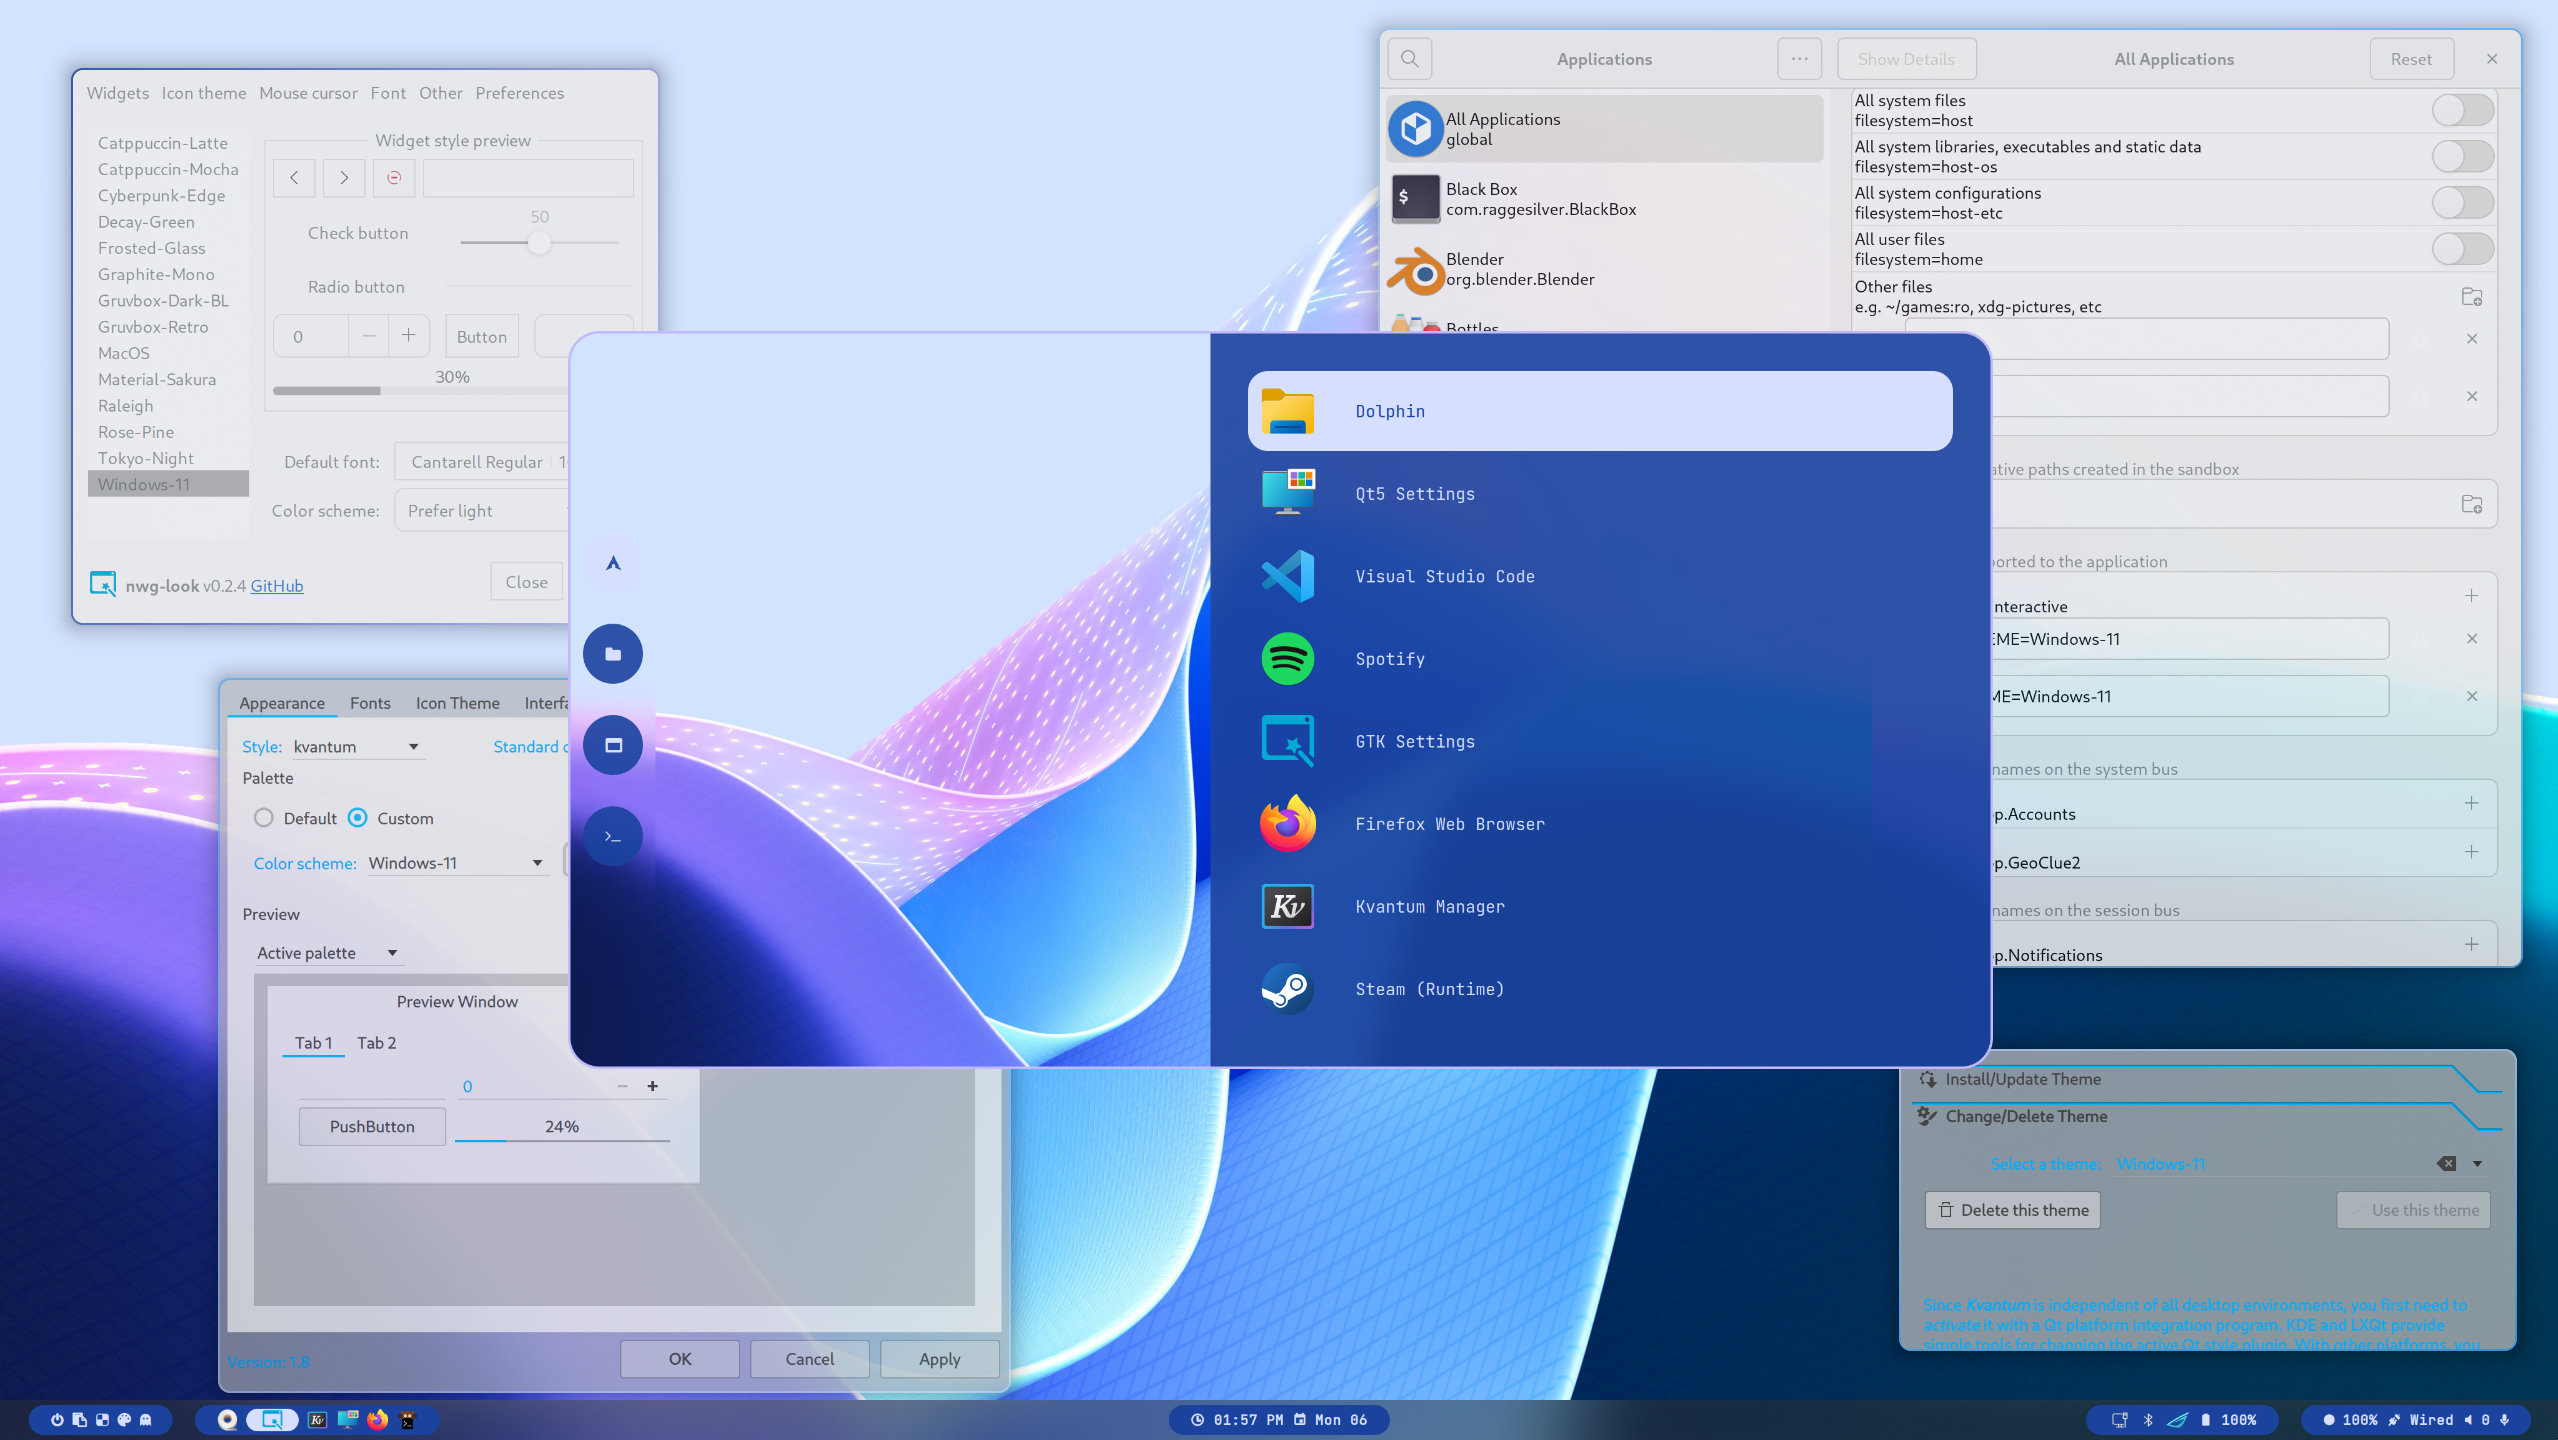 Widgets Icon theme Mouse cursor Font Other Preferences
Catppuccin-Latte
Catppuccin-Mocha
Cyberpunk-Edge
Decay-Green
Frosted-Glass
Graphite-Mono
Gruvbox-Dark-BL
Gruvbox-Retro
MacOS
Material-Sakura
Raleigh
Rose-Pine
Tokyo-Night
Windows-11
Widget style preview
50
Check button
Radio button
0
Button
30%
Default font: Cantarell Regular
Color scheme: Prefer light
nwg-look v0.2.4 GitHub
Close
Applications
Show Details
All Applications
Reset
All Applications
global
$
Black Box
com.raggesilver.BlackBox
Blender
org.blender.Blender
Bottles
All system files
filesystem=host
All system libraries, executables and static data
filesystem=host-os
All system configurations
filesystem=host-etc
All user files
filesystem=home
Other files
e.g. ~/games:ro, xdg-pictures, etc
ative paths created in the sandbox
ported to the application
nteractive
EME=Windows-11
ME=Windows-11
names on the system bus
p.Accounts
p.GeoClue2
names on the session bus
p.Notifications
Dolphin
Qt5 Settings
Visual Studio Code
Spotify
GTK Settings
Firefox Web Browser
Kv
Kvantum Manager
Steam (Runtime)
Appearance Fonts Icon Theme Interfa
Style: kvantum
Standard
Palette
Default Custom
Color scheme: Windows-11
Preview
Active palette
Preview Window
Tab 1 Tab 2
0
PushButton
24%
Version: 1.8
OK
Cancel
Apply
Install/Update Theme
Change/Delete Theme
Select a theme: Windows-11
Delete this theme
Use this theme
Since Kvantum is independent of all desktop environments, you first need to
activate it with a Qt platform integration program. KDE and LXQt provide
simple tools for changing the active Qt style plugin. With other platforms, you
Kv
01:57 PM Mon 06
100%
100% Wired 0